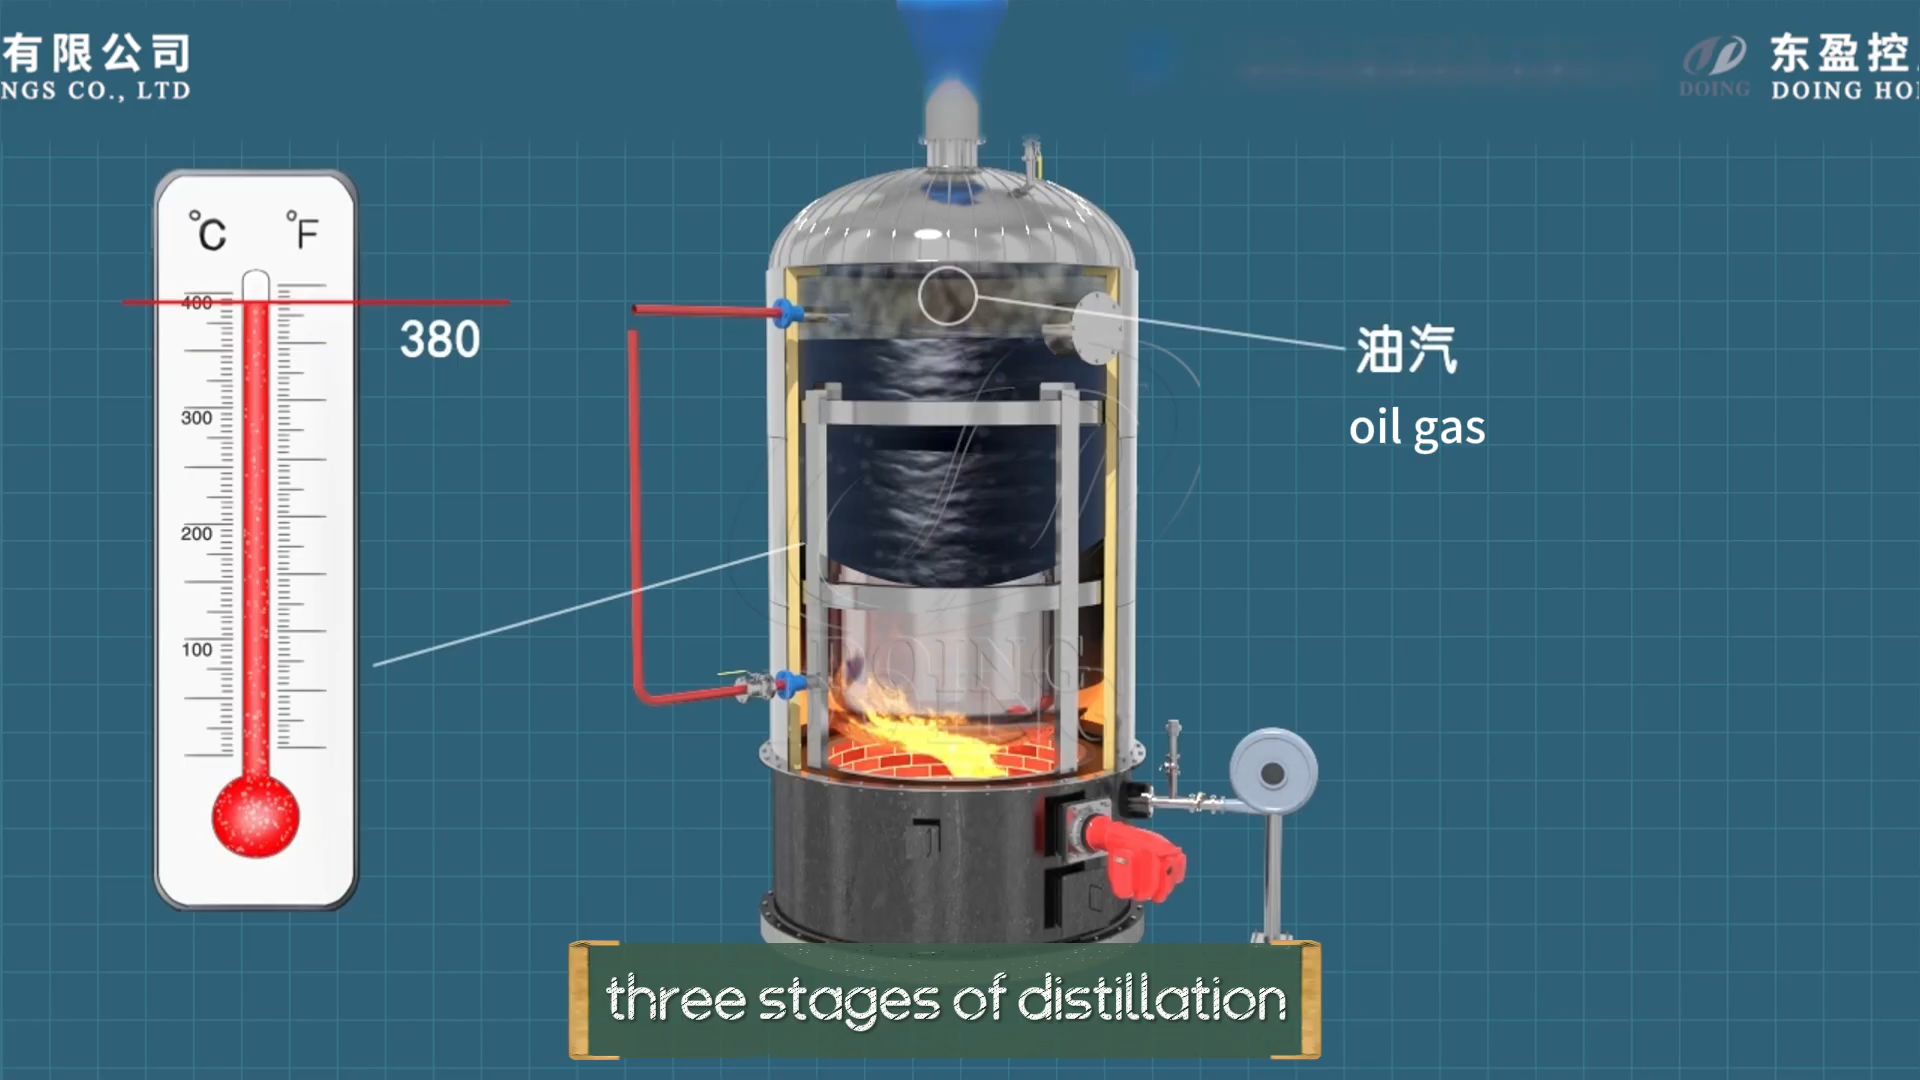 有限公司
NGS CO., LTD
DOING
东盈控
DOING HO
°C °F
400
380
300
200
100
油汽
oil gas
DOING
three stages of distillation